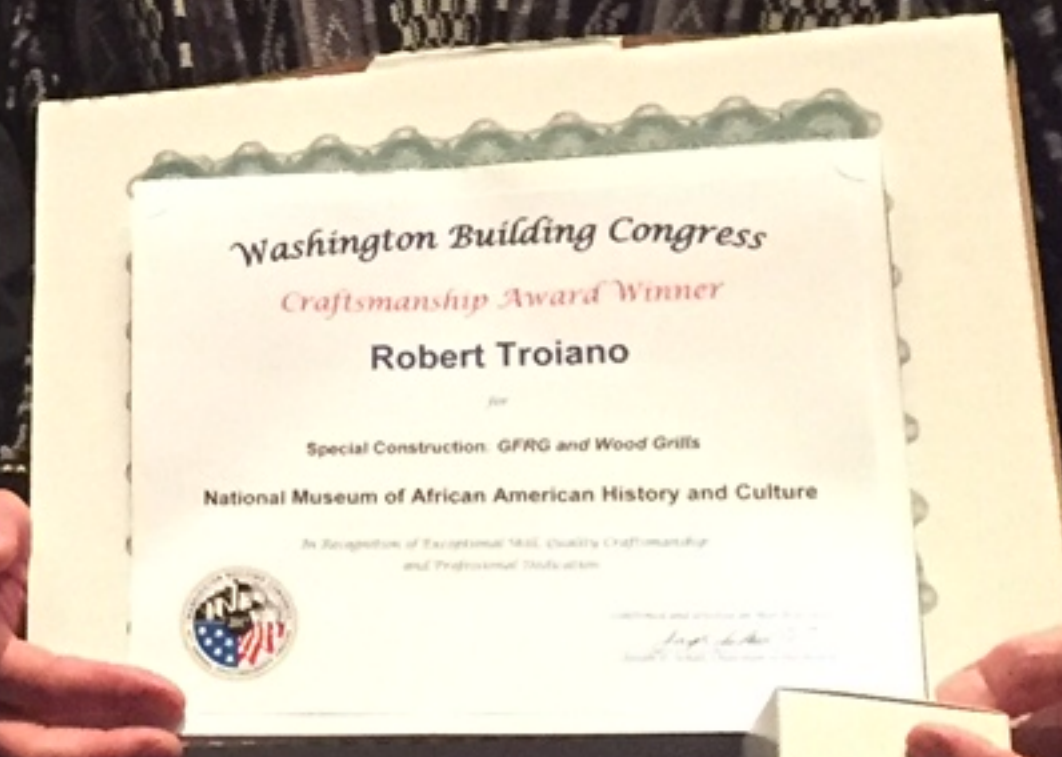 Washington Building Congress
Craftsmanship Award Winner
Robert Troiano
for
Special Construction: GFRG and Wood Grills
National Museum of African American History and Culture
In Recognition of Exceptional Skill, Quality Craftsmanship
and Professional Dedication